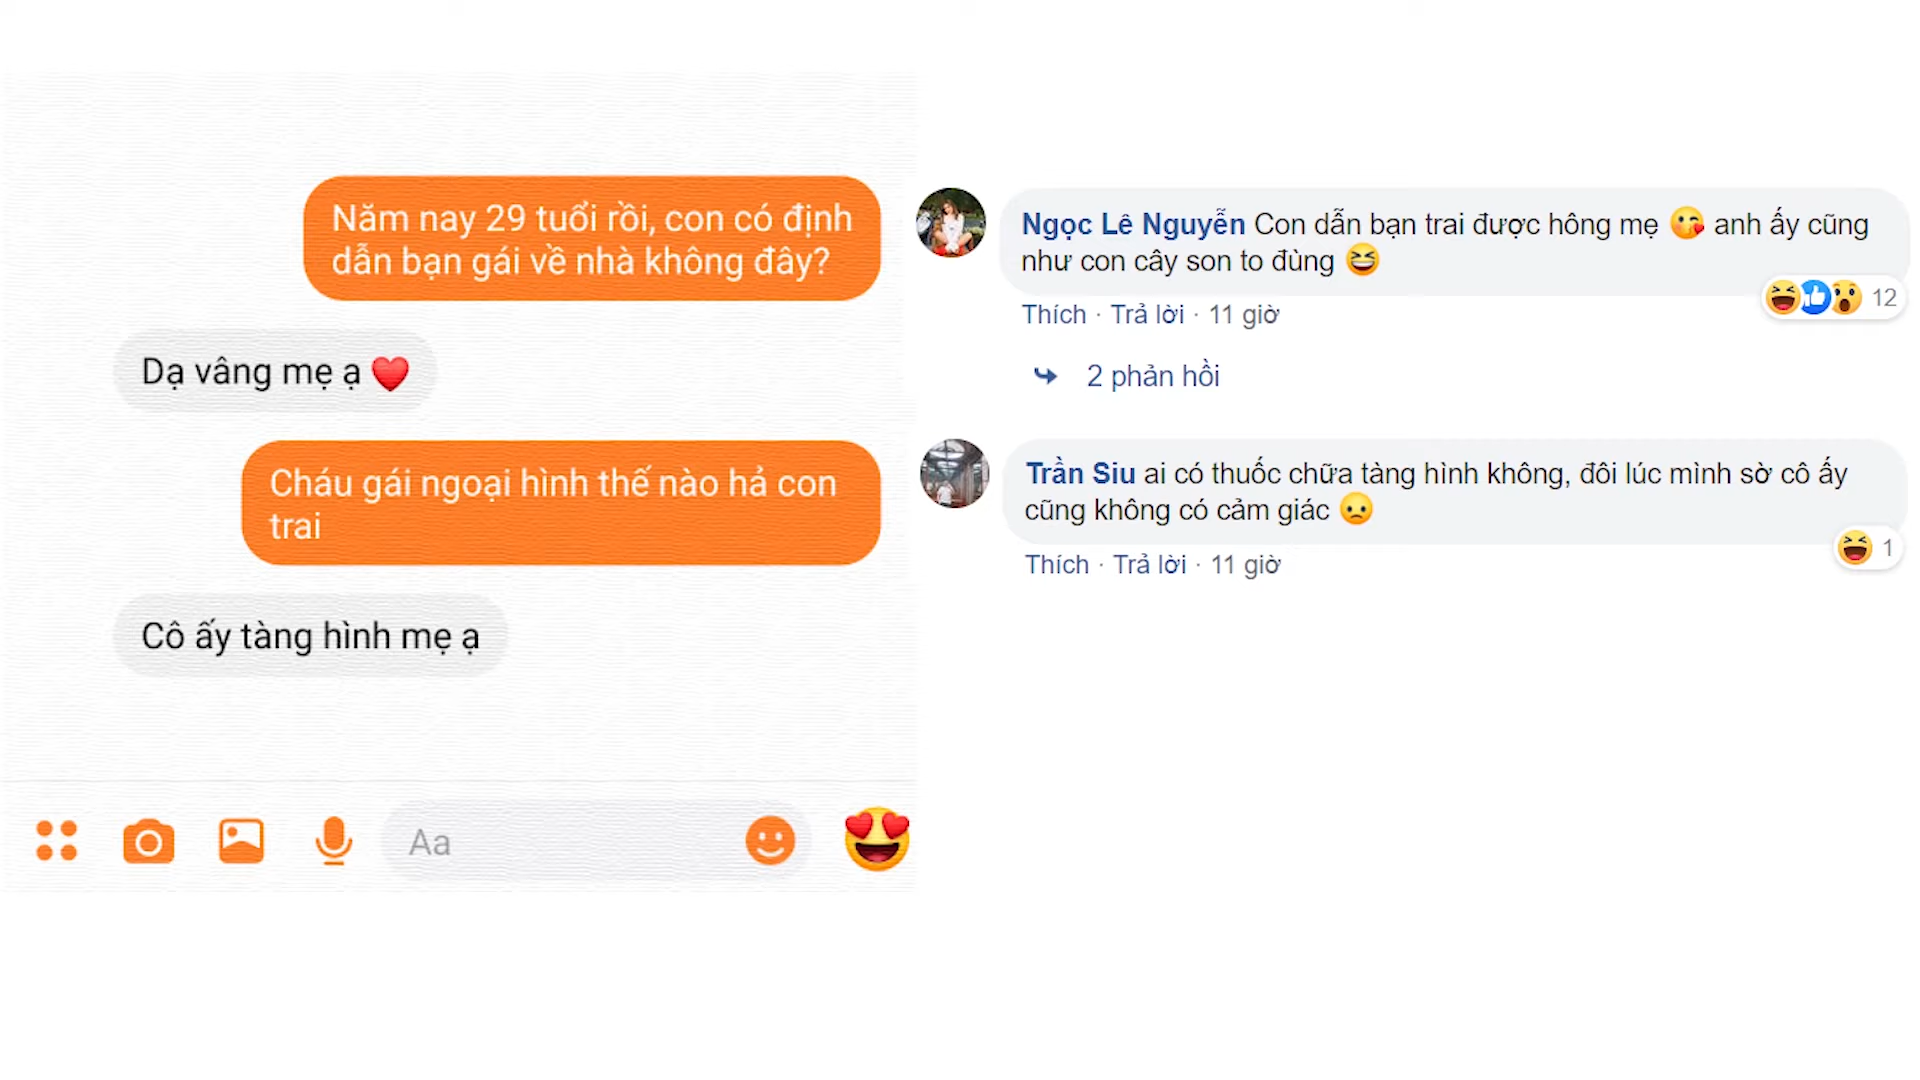 Năm nay 29 tuổi rồi, con có định
dẫn bạn gái về nhà không đây?
Dạ vâng mẹ ạ ❤️
Cháu gái ngoại hình thế nào hả con
trai
Cô ấy tàng hình mẹ ạ
Aa
Ngọc Lê Nguyễn Con dẫn bạn trai được hông mẹ 😘 anh ấy cũng
như con cây son to đùng 😆
12
Thích · Trả lời · 11 giờ
2 phản hồi
Trần Siu ai có thuốc chữa tàng hình không, đôi lúc mình sờ cô ấy
cũng không có cảm giác 😟
1
Thích · Trả lời · 11 giờ